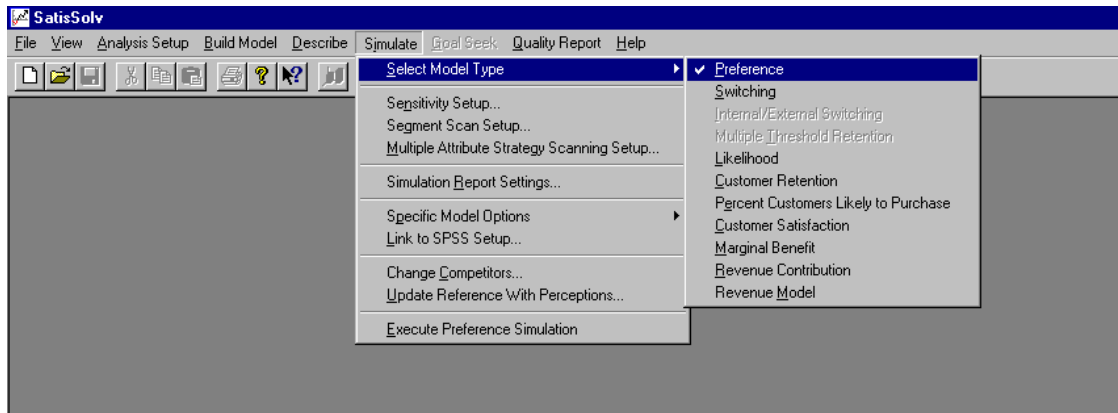 SatisSolv
File View Analysis Setup Build Model Describe Simulate Goal Seek Quality Report Help
Select Model Type
Sensitivity Setup...
Segment Scan Setup...
Multiple Attribute Strategy Scanning Setup...
Simulation Report Settings...
Specific Model Options
Link to SPSS Setup...
Change Competitors...
Update Reference With Perceptions...
Execute Preference Simulation
Preference
Switching
Internal/External Switching
Multiple Threshold Retention
Likelihood
Customer Retention
Percent Customers Likely to Purchase
Customer Satisfaction
Marginal Benefit
Revenue Contribution
Revenue Model